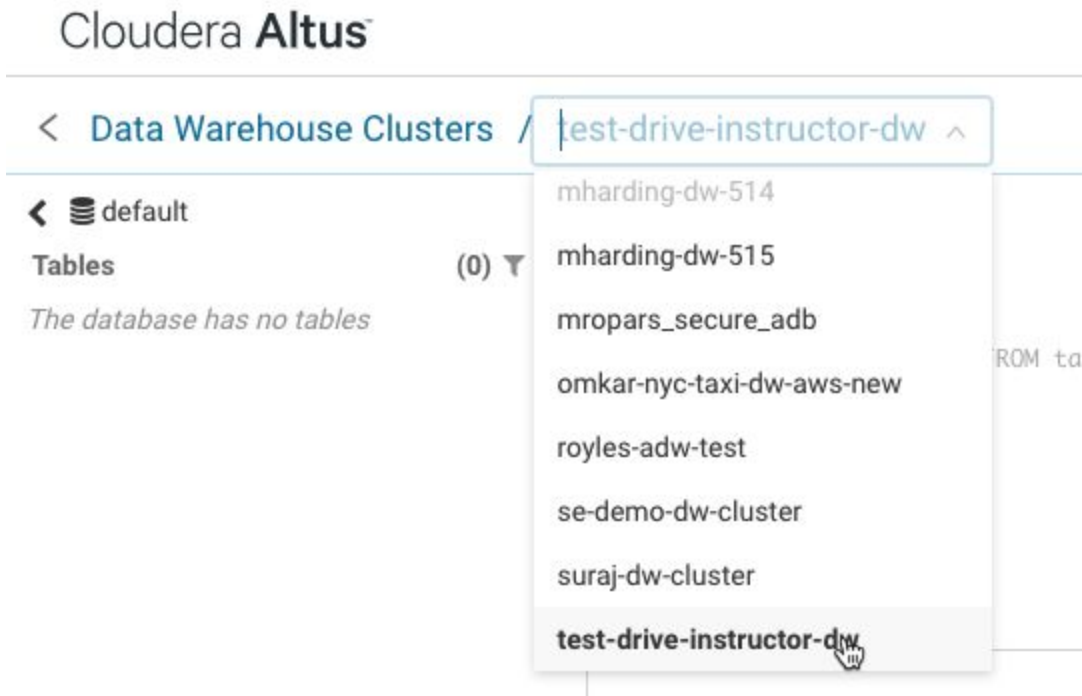 Cloudera Altus
Data Warehouse Clusters / test-drive-instructor-dw
default
Tables (0)
The database has no tables
mharding-dw-514
mharding-dw-515
mropars_secure_adb
omkar-nyc-taxi-dw-aws-new
royles-adw-test
se-demo-dw-cluster
suraj-dw-cluster
test-drive-instructor-dw
ROM ta